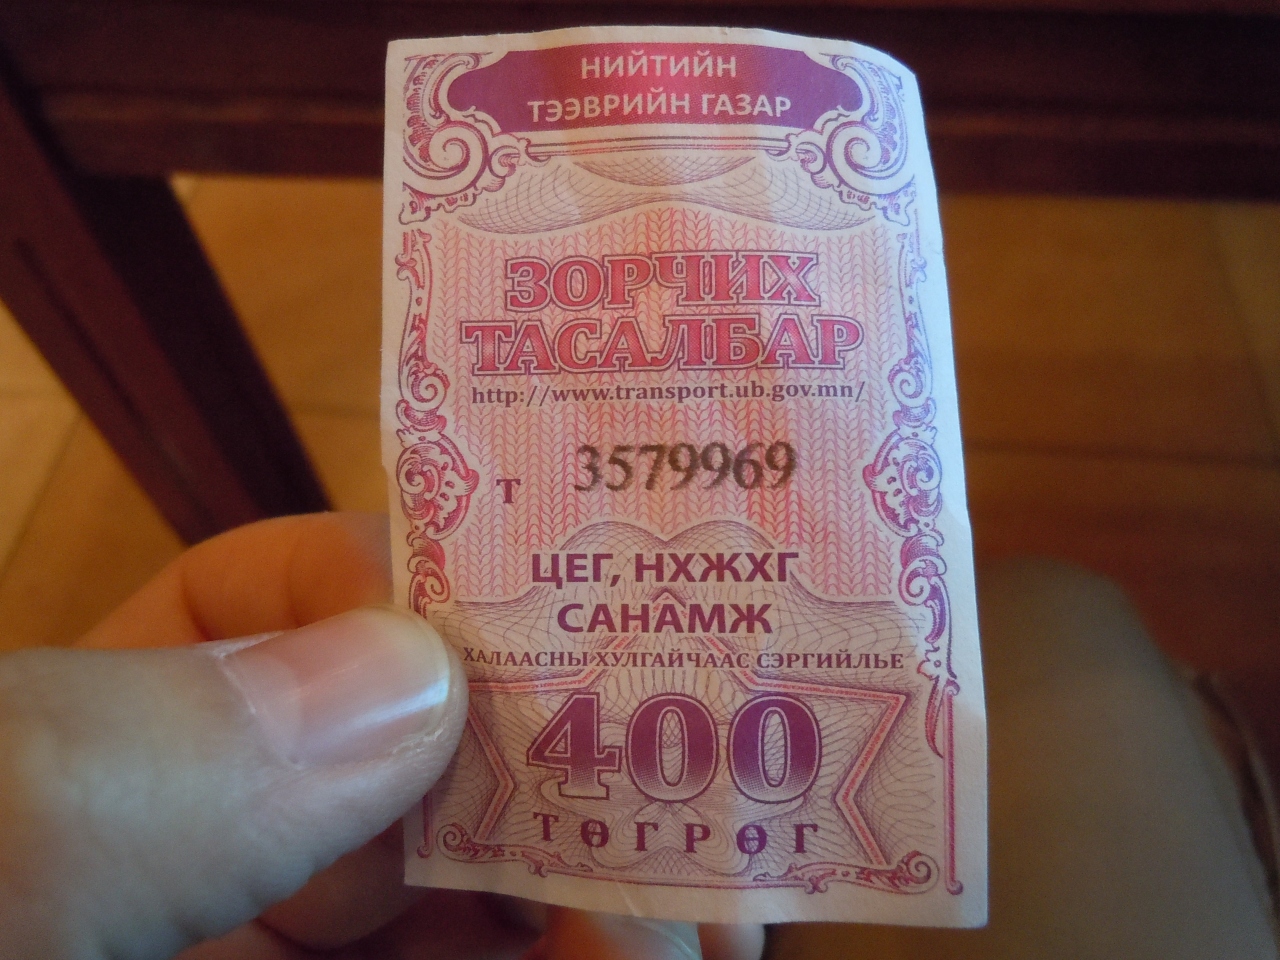 НИЙТИЙН
ТЭЭВРИЙН ГАЗАР
ЗОРЧИХ
ТАСАЛБАР
http://www.transport.ub.gov.mn/
Т 3579969
ЦЕГ, НХЖХГ
САНАМЖ
ХАЛААСНЫ ХУЛГАЙЧААС СЭРГИЙЛЬЕ
400
ТӨГРӨГ